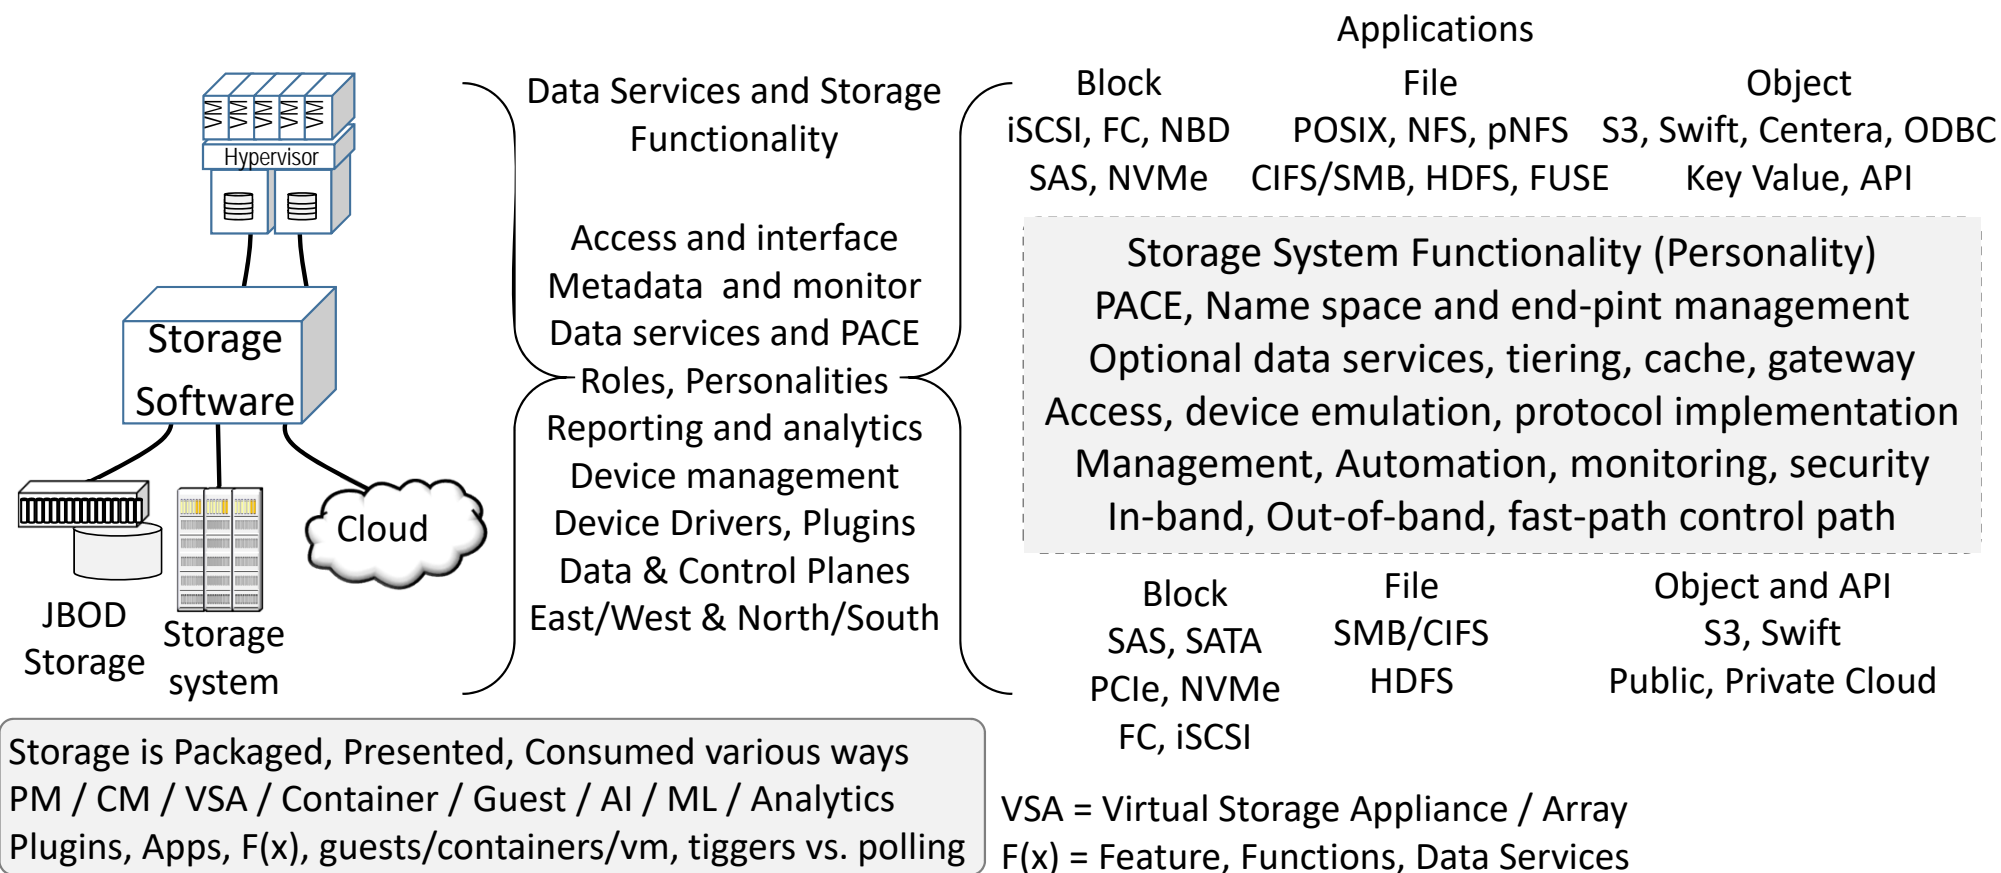 VM VM VM VM VM
Hypervisor
Storage
Software
Cloud
JBOD
Storage
Storage
system
Data Services and Storage
Functionality
Access and interface
Metadata and monitor
Data services and PACE
Roles, Personalities
Reporting and analytics
Device management
Device Drivers, Plugins
Data & Control Planes
East/West & North/South
Applications
Block
iSCSI, FC, NBD
SAS, NVMe
File
POSIX, NFS, pNFS
CIFS/SMB, HDFS, FUSE
Object
S3, Swift, Centera, ODBC
Key Value, API
Storage System Functionality (Personality)
PACE, Name space and end-pint management
Optional data services, tiering, cache, gateway
Access, device emulation, protocol implementation
Management, Automation, monitoring, security
In-band, Out-of-band, fast-path control path
Block
SAS, SATA
PCIe, NVMe
FC, iSCSI
File
SMB/CIFS
HDFS
Object and API
S3, Swift
Public, Private Cloud
Storage is Packaged, Presented, Consumed various ways
PM / CM / VSA / Container / Guest / AI / ML / Analytics
Plugins, Apps, F(x), guests/containers/vm, tiggers vs. polling
VSA = Virtual Storage Appliance / Array
F(x) = Feature, Functions, Data Services